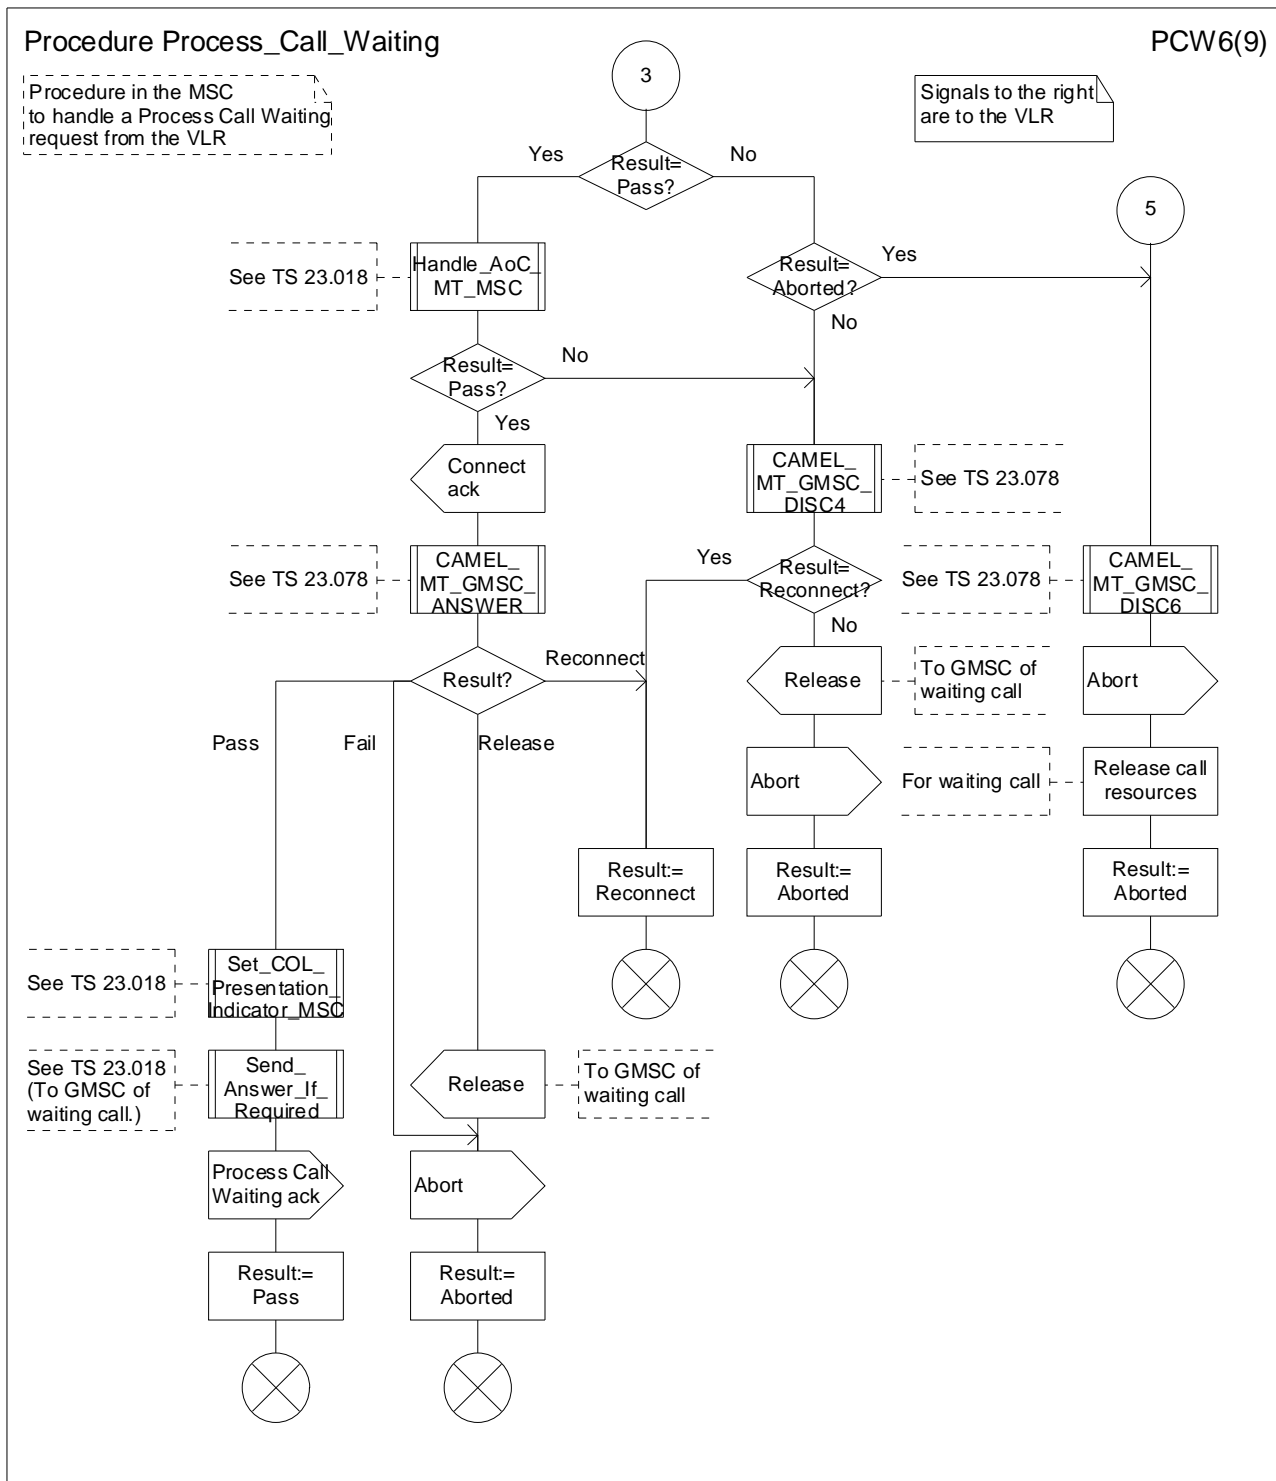 Procedure Process_Call_Waiting
PCW6(9)
Procedure in the MSC
to handle a Process Call Waiting
request from the VLR
3
Signals to the right
are to the VLR
Yes
Result=
Pass?
No
5
See TS 23.018
Handle_AoC_
MT_MSC
Result=
Aborted?
Yes
No
Result=
Pass?
No
Yes
Connect
ack
CAMEL_
MT_GMSC_
DISC4
See TS 23.078
See TS 23.078
CAMEL_
MT_GMSC_
ANSWER
Yes
Result=
Reconnect?
No
See TS 23.078
CAMEL_
MT_GMSC_
DISC6
Result?
Reconnect
Release
To GMSC of
waiting call
Abort
Pass
Fail
Release
Abort
For waiting call
Release call
resources
Result:=
Reconnect
Result:=
Aborted
Result:=
Aborted
See TS 23.018
Set_COL_
Presentation_
Indicator_MSC
See TS 23.018
(To GMSC of
waiting call.)
Send_
Answer_If_
Required
Release
To GMSC of
waiting call
Process Call
Waiting ack
Abort
Result:=
Pass
Result:=
Aborted